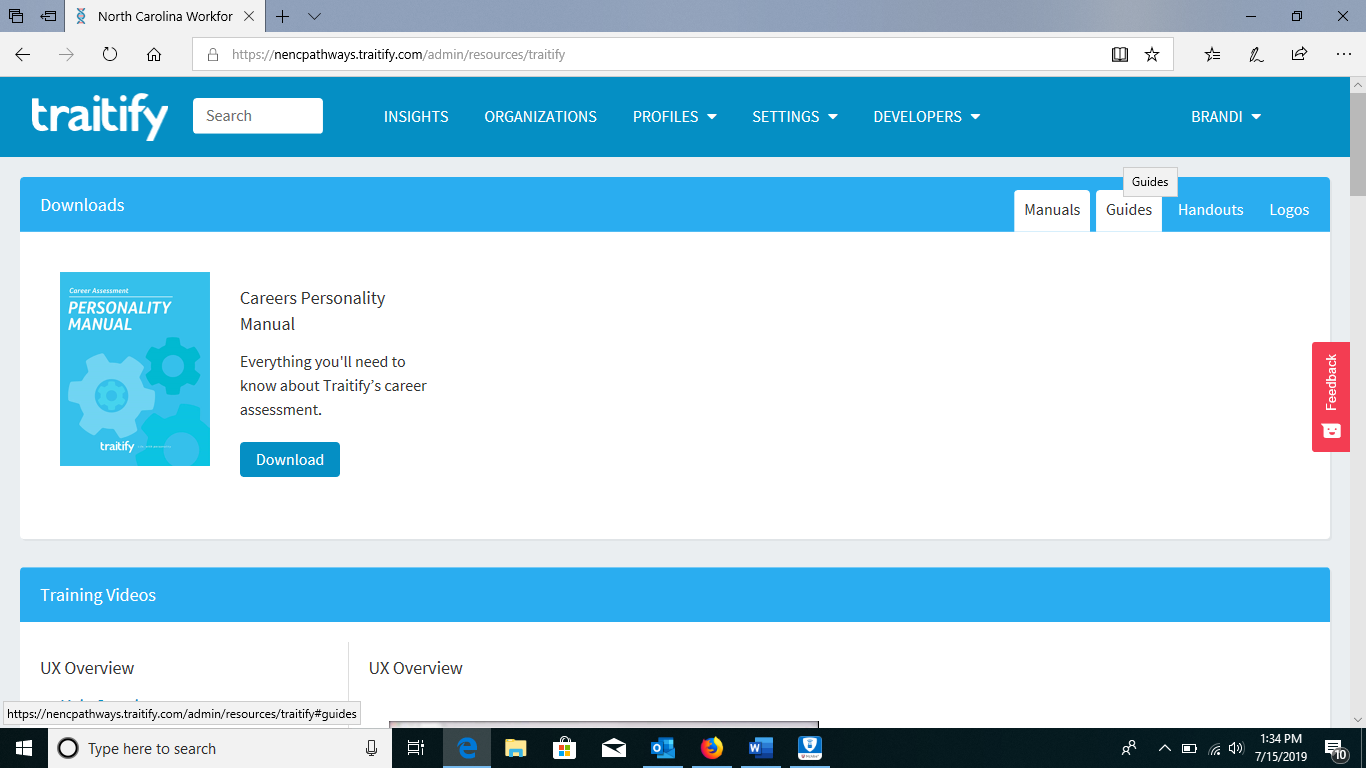 North Carolina Workfor
https://nencpathways.traitify.com/admin/resources/traitify
traitify
Search
INSIGHTS
ORGANIZATIONS
PROFILES
SETTINGS
DEVELOPERS
BRANDI
Guides
Downloads
Manuals
Guides
Handouts
Logos
Career Assessment
PERSONALITY
MANUAL
traitify
Careers Personality
Manual
Everything you'll need to
know about Traitify’s career
assessment.
Download
Feedback
Training Videos
UX Overview
UX Overview
https://nencpathways.traitify.com/admin/resources/traitify#guides
Type here to search
1:34 PM
7/15/2019
10